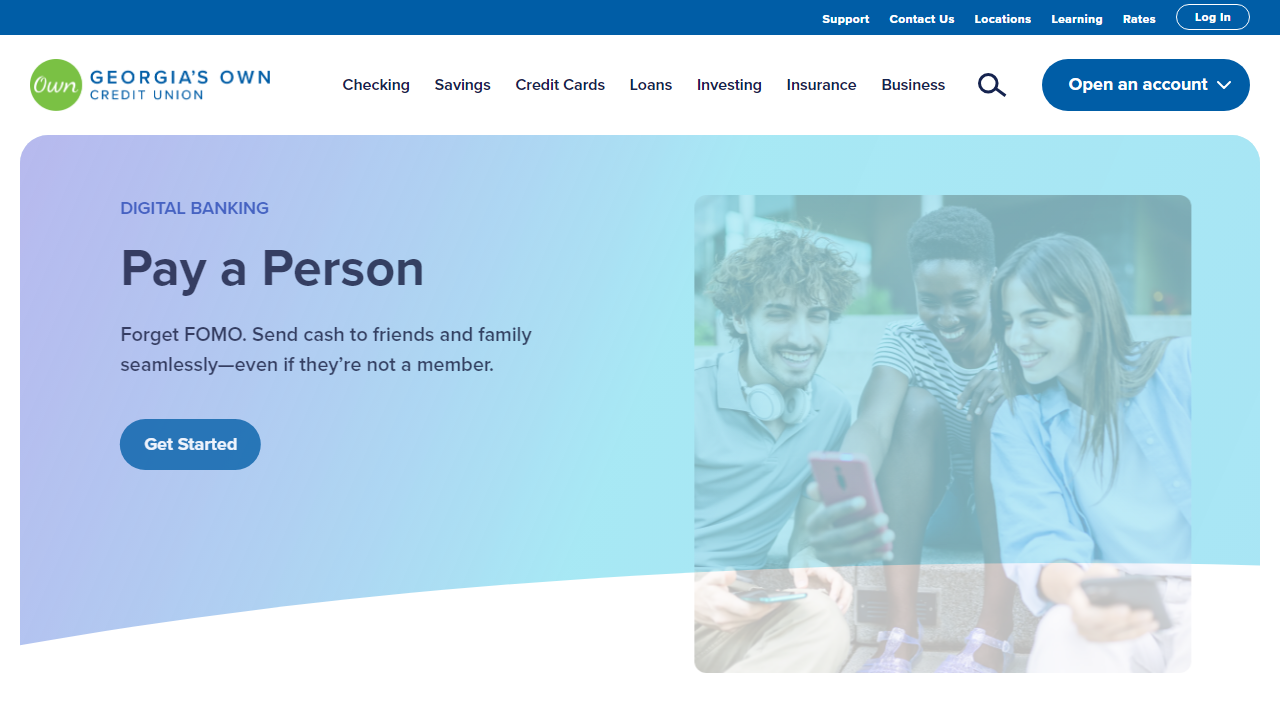 Support Contact Us Locations Learning Rates Log In
Own GEORGIA'S OWN
CREDIT UNION
Checking Savings Credit Cards Loans Investing Insurance Business Open an account
DIGITAL BANKING
Pay a Person
Forget FOMO. Send cash to friends and family
seamlessly—even if they’re not a member.
Get Started